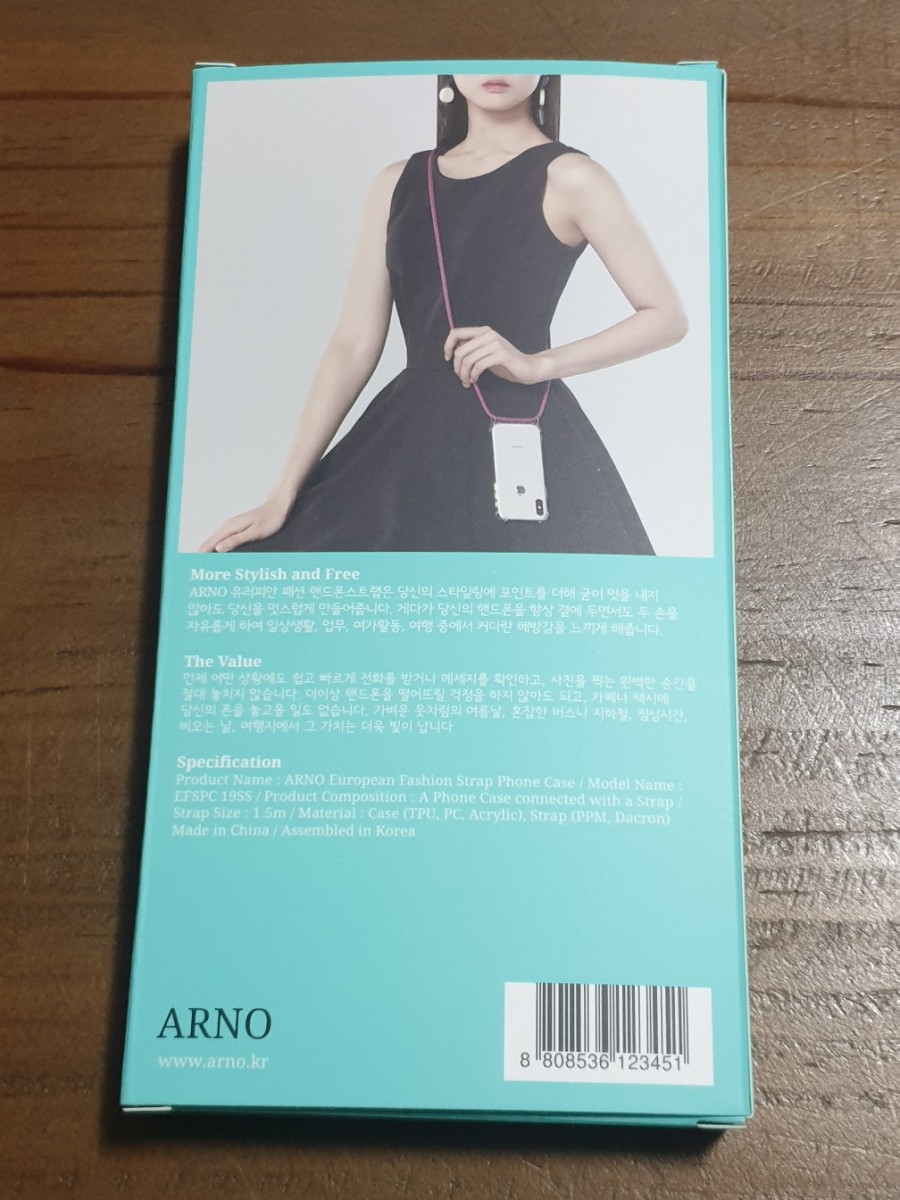 More Stylish and Free
ARNO 유러피안 패션 핸드폰스트랩은 당신의 스타일링에 포인트를 더해 굳이 멋을 내지
않아도 당신을 멋스럽게 만들어줍니다. 게다가 당신의 핸드폰을 항상 곁에 두면서도 두 손을
자유롭게 하여 일상생활, 업무, 여가활동, 여행 중에서 커다란 해방감을 느끼게 해줍니다.
The Value
언제 어떤 상황에도 쉽고 빠르게 전화를 받거나 메세지를 확인하고, 사진을 찍는 완벽한 순간을
절대 놓치지 않습니다. 더이상 핸드폰을 떨어뜨릴 걱정을 하지 않아도 되고, 카페나 택시에
당신의 폰을 놓고올 일도 없습니다. 가벼운 옷차림의 여름날, 혼잡한 버스나 지하철, 점심시간,
비오는 날, 여행지에서 그 가치는 더욱 빛이 납니다
Specification
Product Name : ARNO European Fashion Strap Phone Case / Model Name :
EFSPC 19SS / Product Composition : A Phone Case connected with a Strap /
Strap Size : 1.5m / Material : Case (TPU, PC, Acrylic), Strap (PPM, Dacron)
Made in China / Assembled in Korea
ARNO
www.arno.kr
8 808536 123451